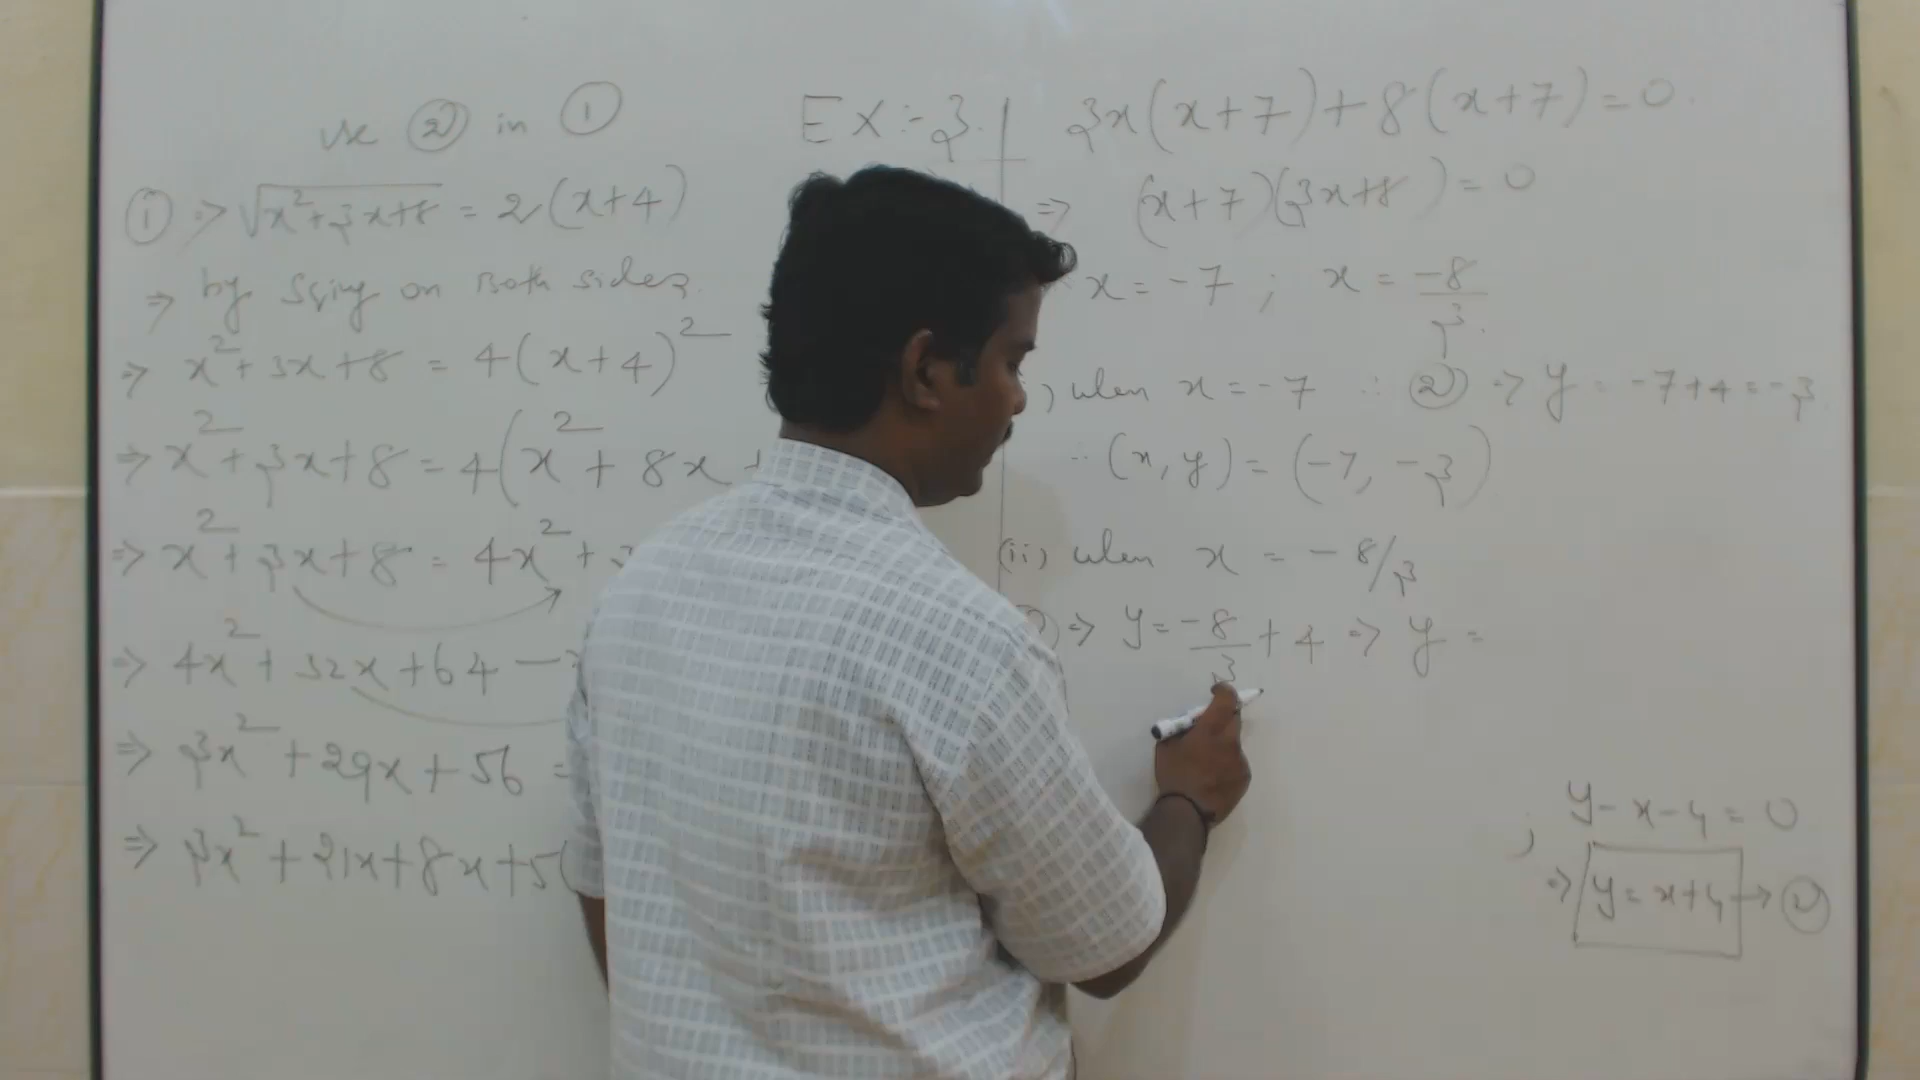 use ② in ①
① => √x²+3x+8 = 2(x+4)
=> by sqing on Both sides.
=> x²+3x+8 = 4(x+4)²
=> x²+3x+8 = 4(x²+8x +
=> x²+3x+8 = 4x²+3
=> 4x²+32x+64 -
=> 3x²+29x+56 =
=> 3x²+21x+8x+56
EX:-3.
3x(x+7)+8(x+7)=0.
=> (x+7)(3x+8)=0
x=-7 ; x = -8/3.
) when x=-7 ∴ ② => y = -7+4 = -3.
∴ (x,y) = (-7, -3)
(ii) when x = -8/3
=> y = -8/3 + 4 => y =
; y-x-4=0
=> y = x+4 → ②